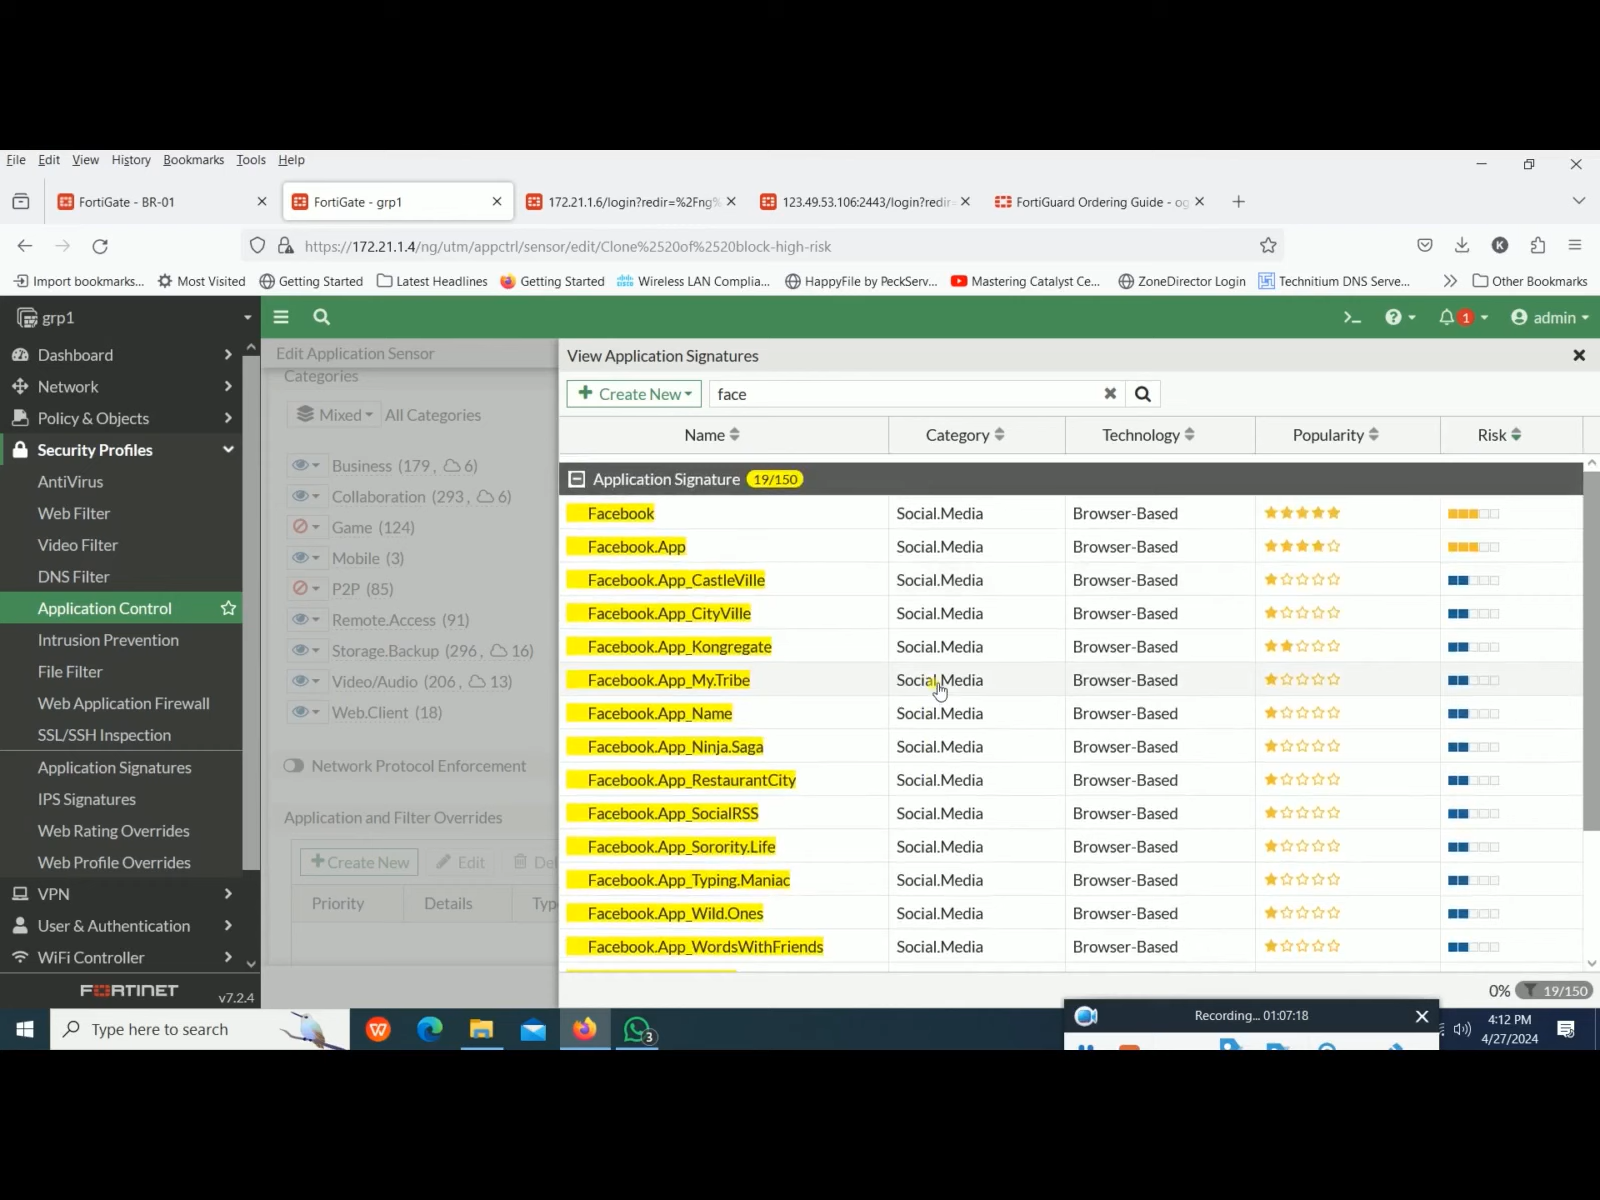 File Edit View History Bookmarks Tools Help
FortiGate - BR-01
FortiGate - grp1
172.21.1.6/login?redir=%2Fng%
123.49.53.106:2443/login?redir=
FortiGuard Ordering Guide - og
https://172.21.1.4/ng/utm/appctrl/sensor/edit/Clone%2520of%2520block-high-risk
K
Import bookmarks... Most Visited Getting Started Latest Headlines Getting Started Wireless LAN Complia... HappyFile by PeckServ... Mastering Catalyst Ce... ZoneDirector Login Technitium DNS Serve... Other Bookmarks
grp1
1 admin
Dashboard
Network
Policy & Objects
Security Profiles
AntiVirus
Web Filter
Video Filter
DNS Filter
Application Control
Intrusion Prevention
File Filter
Web Application Firewall
SSL/SSH Inspection
Application Signatures
IPS Signatures
Web Rating Overrides
Web Profile Overrides
VPN
User & Authentication
WiFi Controller
FORTINET v7.2.4
Edit Application Sensor
Categories
Mixed All Categories
Business (179, 6)
Collaboration (293, 6)
Game (124)
Mobile (3)
P2P (85)
Remote.Access (91)
Storage.Backup (296, 16)
Video/Audio (206, 13)
Web.Client (18)
Network Protocol Enforcement
Application and Filter Overrides
Create New Edit Del
Priority Details Typ
View Application Signatures
Create New face
Name Category Technology Popularity Risk
Application Signature 19/150
Facebook Social.Media Browser-Based
Facebook.App Social.Media Browser-Based
Facebook.App_CastleVille Social.Media Browser-Based
Facebook.App_CityVille Social.Media Browser-Based
Facebook.App_Kongregate Social.Media Browser-Based
Facebook.App_My.Tribe Social.Media Browser-Based
Facebook.App_Name Social.Media Browser-Based
Facebook.App_Ninja.Saga Social.Media Browser-Based
Facebook.App_RestaurantCity Social.Media Browser-Based
Facebook.App_SocialRSS Social.Media Browser-Based
Facebook.App_Sorority.Life Social.Media Browser-Based
Facebook.App_Typing.Maniac Social.Media Browser-Based
Facebook.App_Wild.Ones Social.Media Browser-Based
Facebook.App_WordsWithFriends Social.Media Browser-Based
0% 19/150
Type here to search
3
Recording... 01:07:18
4:12 PM
4/27/2024